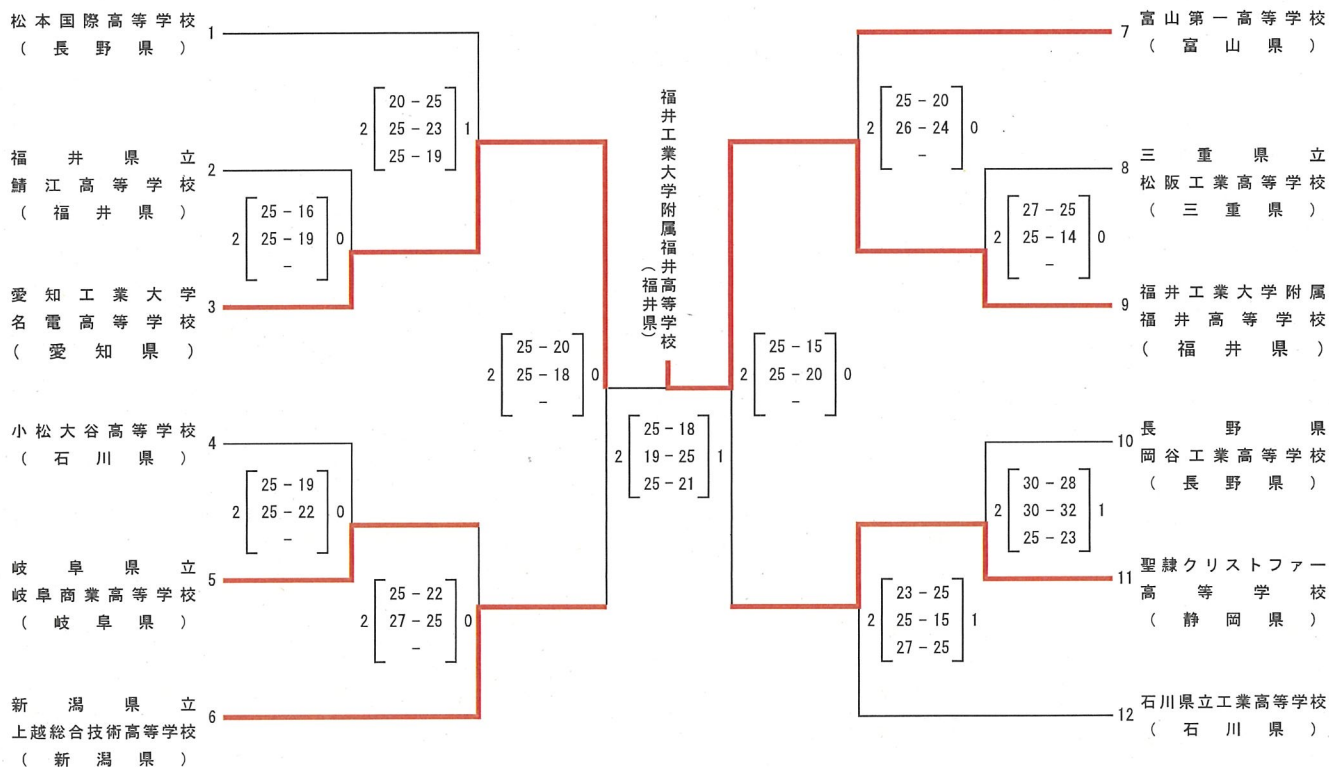 松本国際高等学校
（長野県）
1
福井県立
鯖江高等学校
（福井県）
2
愛知工業大学
名電高等学校
（愛知県）
3
小松大谷高等学校
（石川県）
4
岐阜県立
岐阜商業高等学校
（岐阜県）
5
新潟県立
上越総合技術高等学校
（新潟県）
6
2
20 - 25
25 - 23
25 - 19
1
2
25 - 16
25 - 19
-
0
2
25 - 19
25 - 22
-
0
2
25 - 22
27 - 25
-
0
2
25 - 20
25 - 18
-
0
福井工業大学附属福井高等学校
（福井県）
2
25 - 18
19 - 25
25 - 21
1
2
25 - 15
25 - 20
-
0
2
25 - 20
26 - 24
-
0
2
27 - 25
25 - 14
-
0
2
30 - 28
30 - 32
25 - 23
1
2
23 - 25
25 - 15
27 - 25
1
7
富山第一高等学校
（富山県）
8
三重県立
松阪工業高等学校
（三重県）
9
福井工業大学附属
福井高等学校
（福井県）
10
長野県
岡谷工業高等学校
（長野県）
11
聖隷クリストファー
高等学校
（静岡県）
12
石川県立工業高等学校
（石川県）